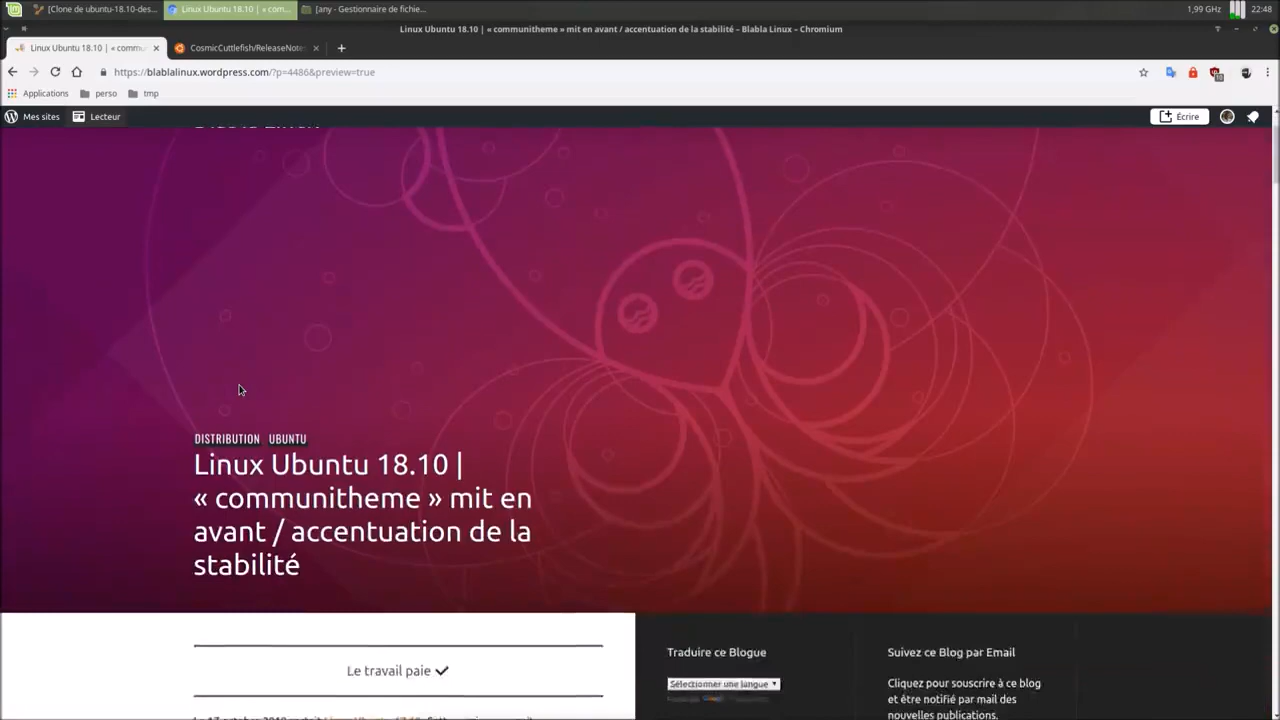 [Clone de ubuntu-18.10-des...
Linux Ubuntu 18.10 | « com...
[any - Gestionnaire de fichie...
1,99 GHz
22:48
Linux Ubuntu 18.10 | « communitheme » mit en avant / accentuation de la stabilité – Blabla Linux – Chromium
Linux Ubuntu 18.10 | « commu
CosmicCuttlefish/ReleaseNote
https://blablalinux.wordpress.com/?p=4486&preview=true
Applications
perso
tmp
Mes sites
Lecteur
Écrire
DISTRIBUTION UBUNTU
Linux Ubuntu 18.10 |
« communitheme » mit en
avant / accentuation de la
stabilité
Le travail paie ✔
Traduire ce Blogue
Sélectionner une langue
Suivez ce Blog par Email
Cliquez pour souscrire à ce blog
et être notifié par mail des
nouvelles publications.